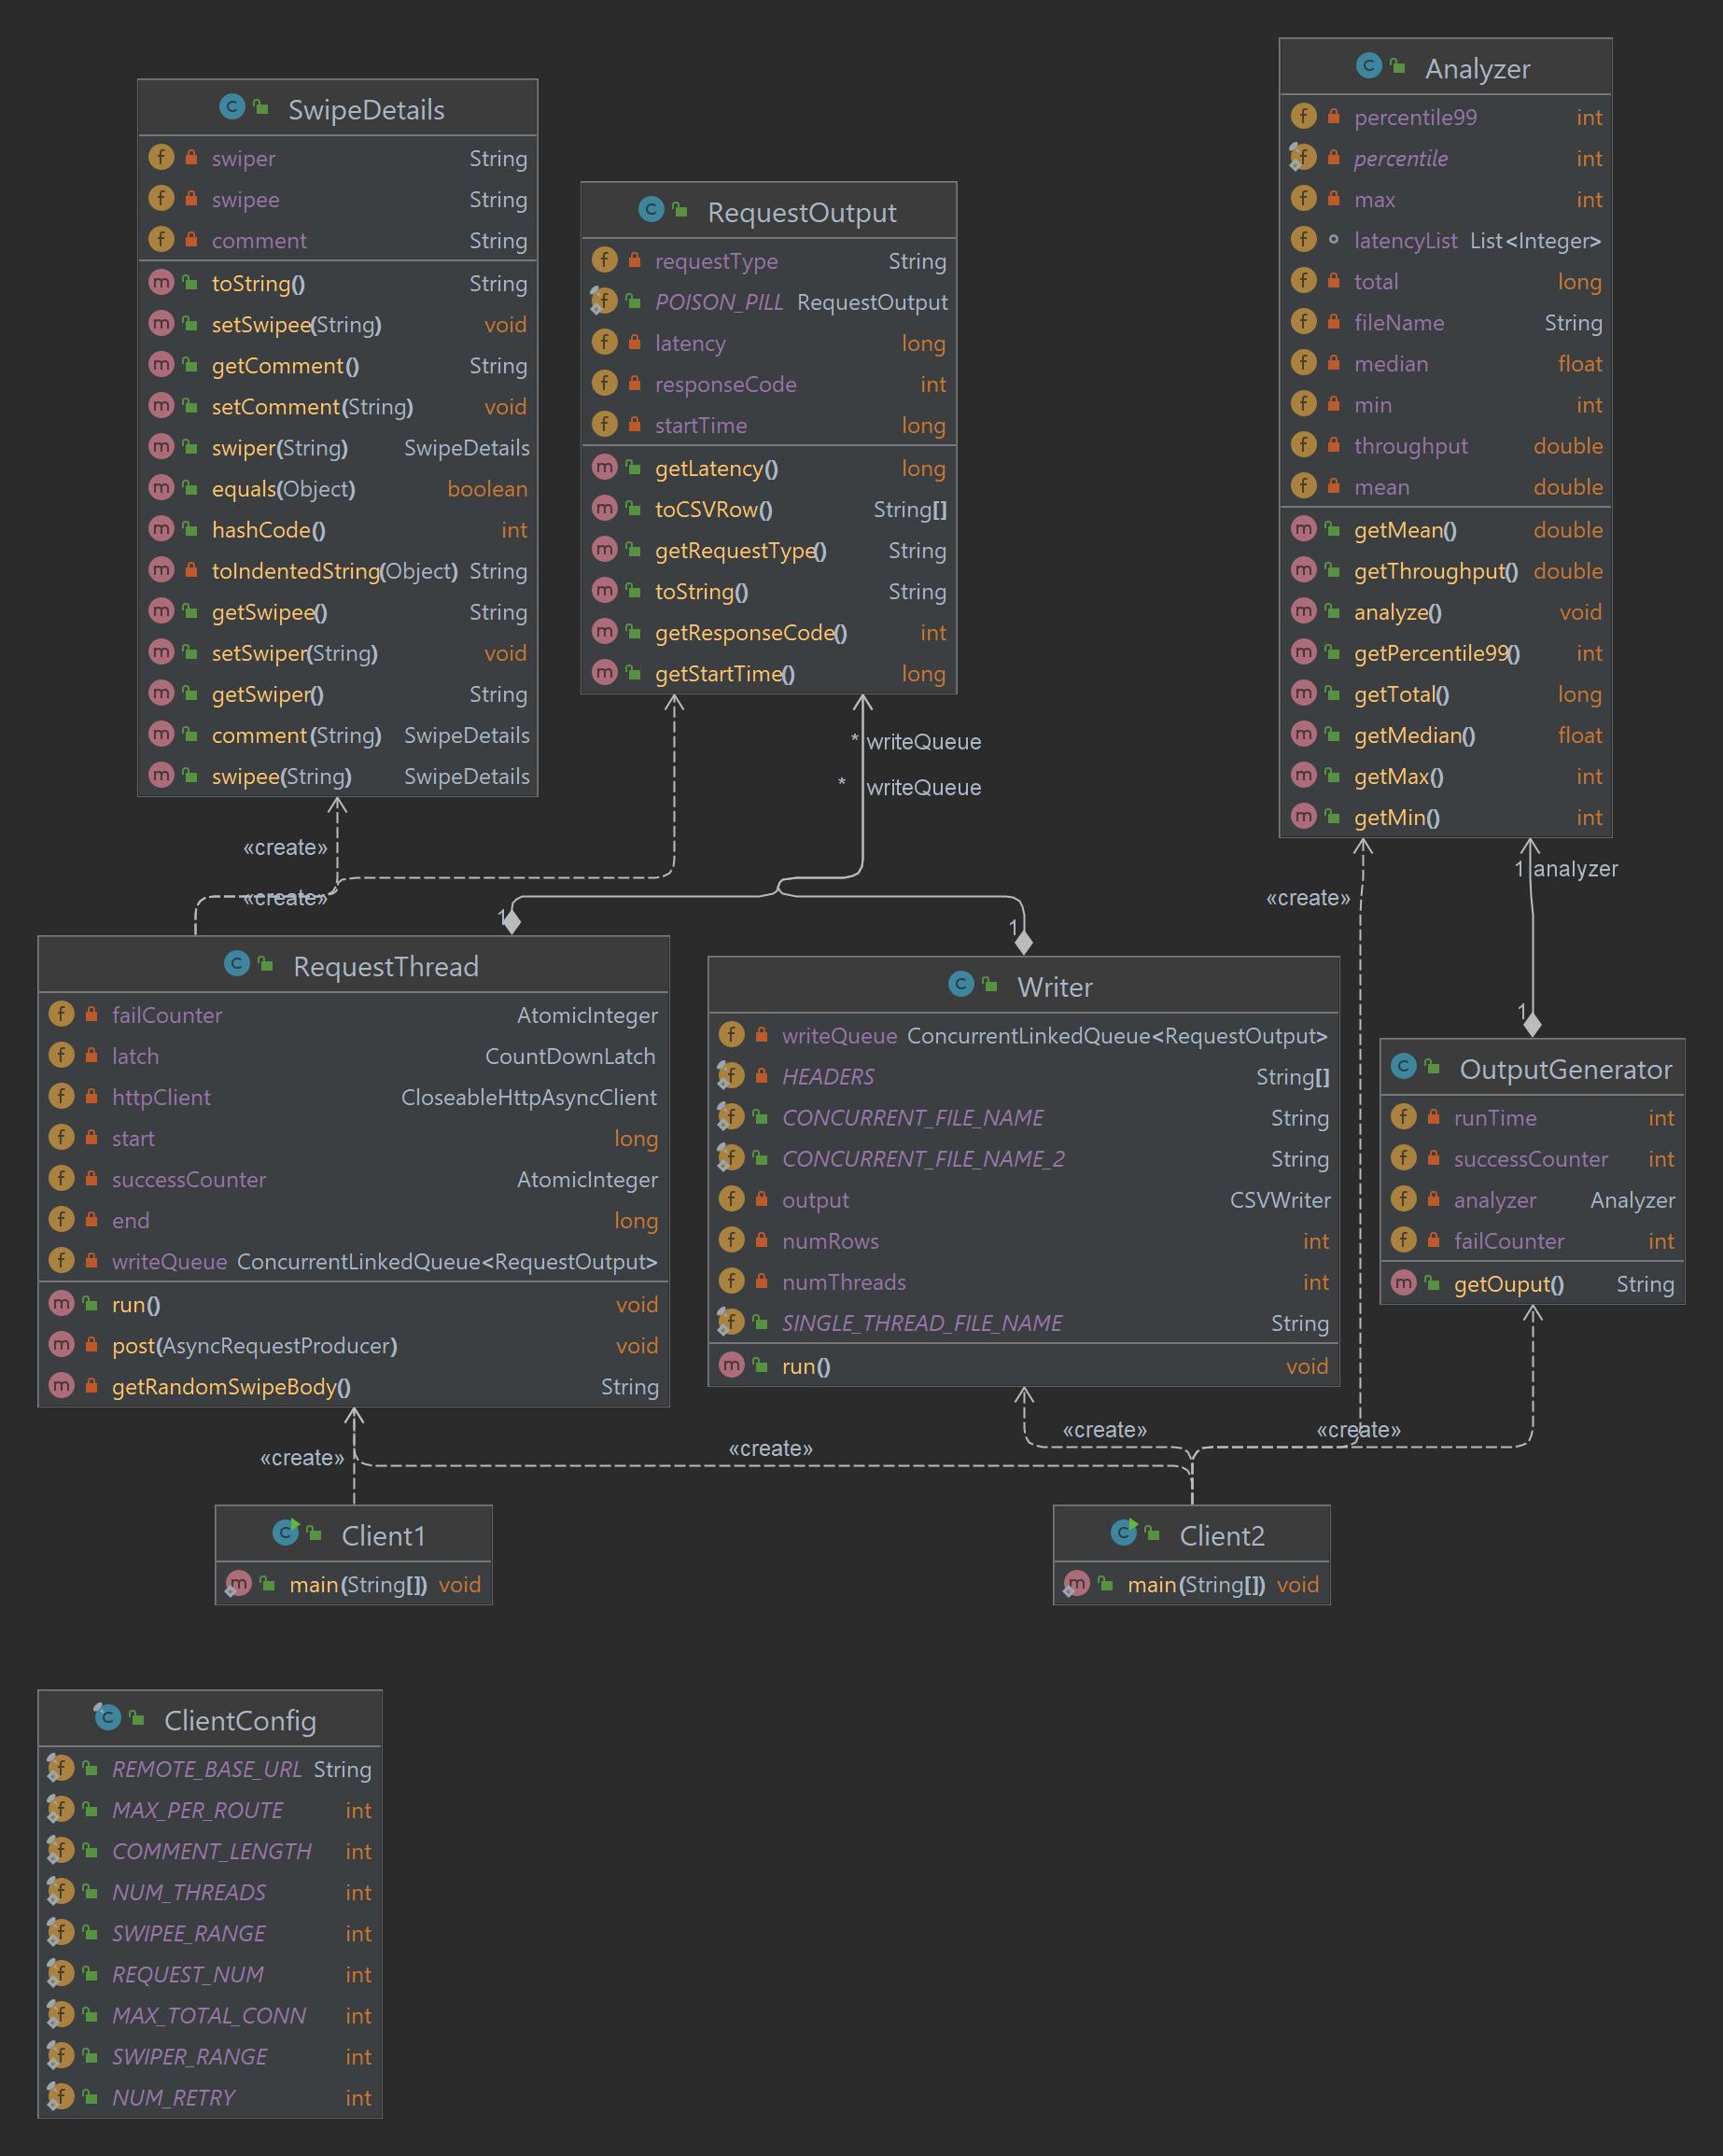 SwipeDetails
swiper String
swipee String
comment String
toString() String
setSwipee(String) void
getComment() String
setComment(String) void
swiper(String) SwipeDetails
equals(Object) boolean
hashCode() int
toIndentedString(Object) String
getSwipee() String
setSwiper(String) void
getSwiper() String
comment(String) SwipeDetails
swipee(String) SwipeDetails
RequestOutput
requestType String
POISON_PILL RequestOutput
latency long
responseCode int
startTime long
getLatency() long
toCSVRow() String[]
getRequestType() String
toString() String
getResponseCode() int
getStartTime() long
Analyzer
percentile99 int
percentile int
max int
latencyList List<Integer>
total long
fileName String
median float
min int
throughput double
mean double
getMean() double
getThroughput() double
analyze() void
getPercentile99() int
getTotal() long
getMedian() float
getMax() int
getMin() int
* writeQueue
* writeQueue
«create»
«create»
«create»
1 analyzer
1
1
1
RequestThread
failCounter AtomicInteger
latch CountDownLatch
httpClient CloseableHttpAsyncClient
start long
successCounter AtomicInteger
end long
writeQueue ConcurrentLinkedQueue<RequestOutput>
run() void
post(AsyncRequestProducer) void
getRandomSwipeBody() String
Writer
writeQueue ConcurrentLinkedQueue<RequestOutput>
HEADERS String[]
CONCURRENT_FILE_NAME String
CONCURRENT_FILE_NAME_2 String
output CSVWriter
numRows int
numThreads int
SINGLE_THREAD_FILE_NAME String
run() void
OutputGenerator
runTime int
successCounter int
analyzer Analyzer
failCounter int
getOuput() String
«create»
«create»
«create»
«create»
Client1
main(String[]) void
Client2
main(String[]) void
ClientConfig
REMOTE_BASE_URL String
MAX_PER_ROUTE int
COMMENT_LENGTH int
NUM_THREADS int
SWIPEE_RANGE int
REQUEST_NUM int
MAX_TOTAL_CONN int
SWIPER_RANGE int
NUM_RETRY int